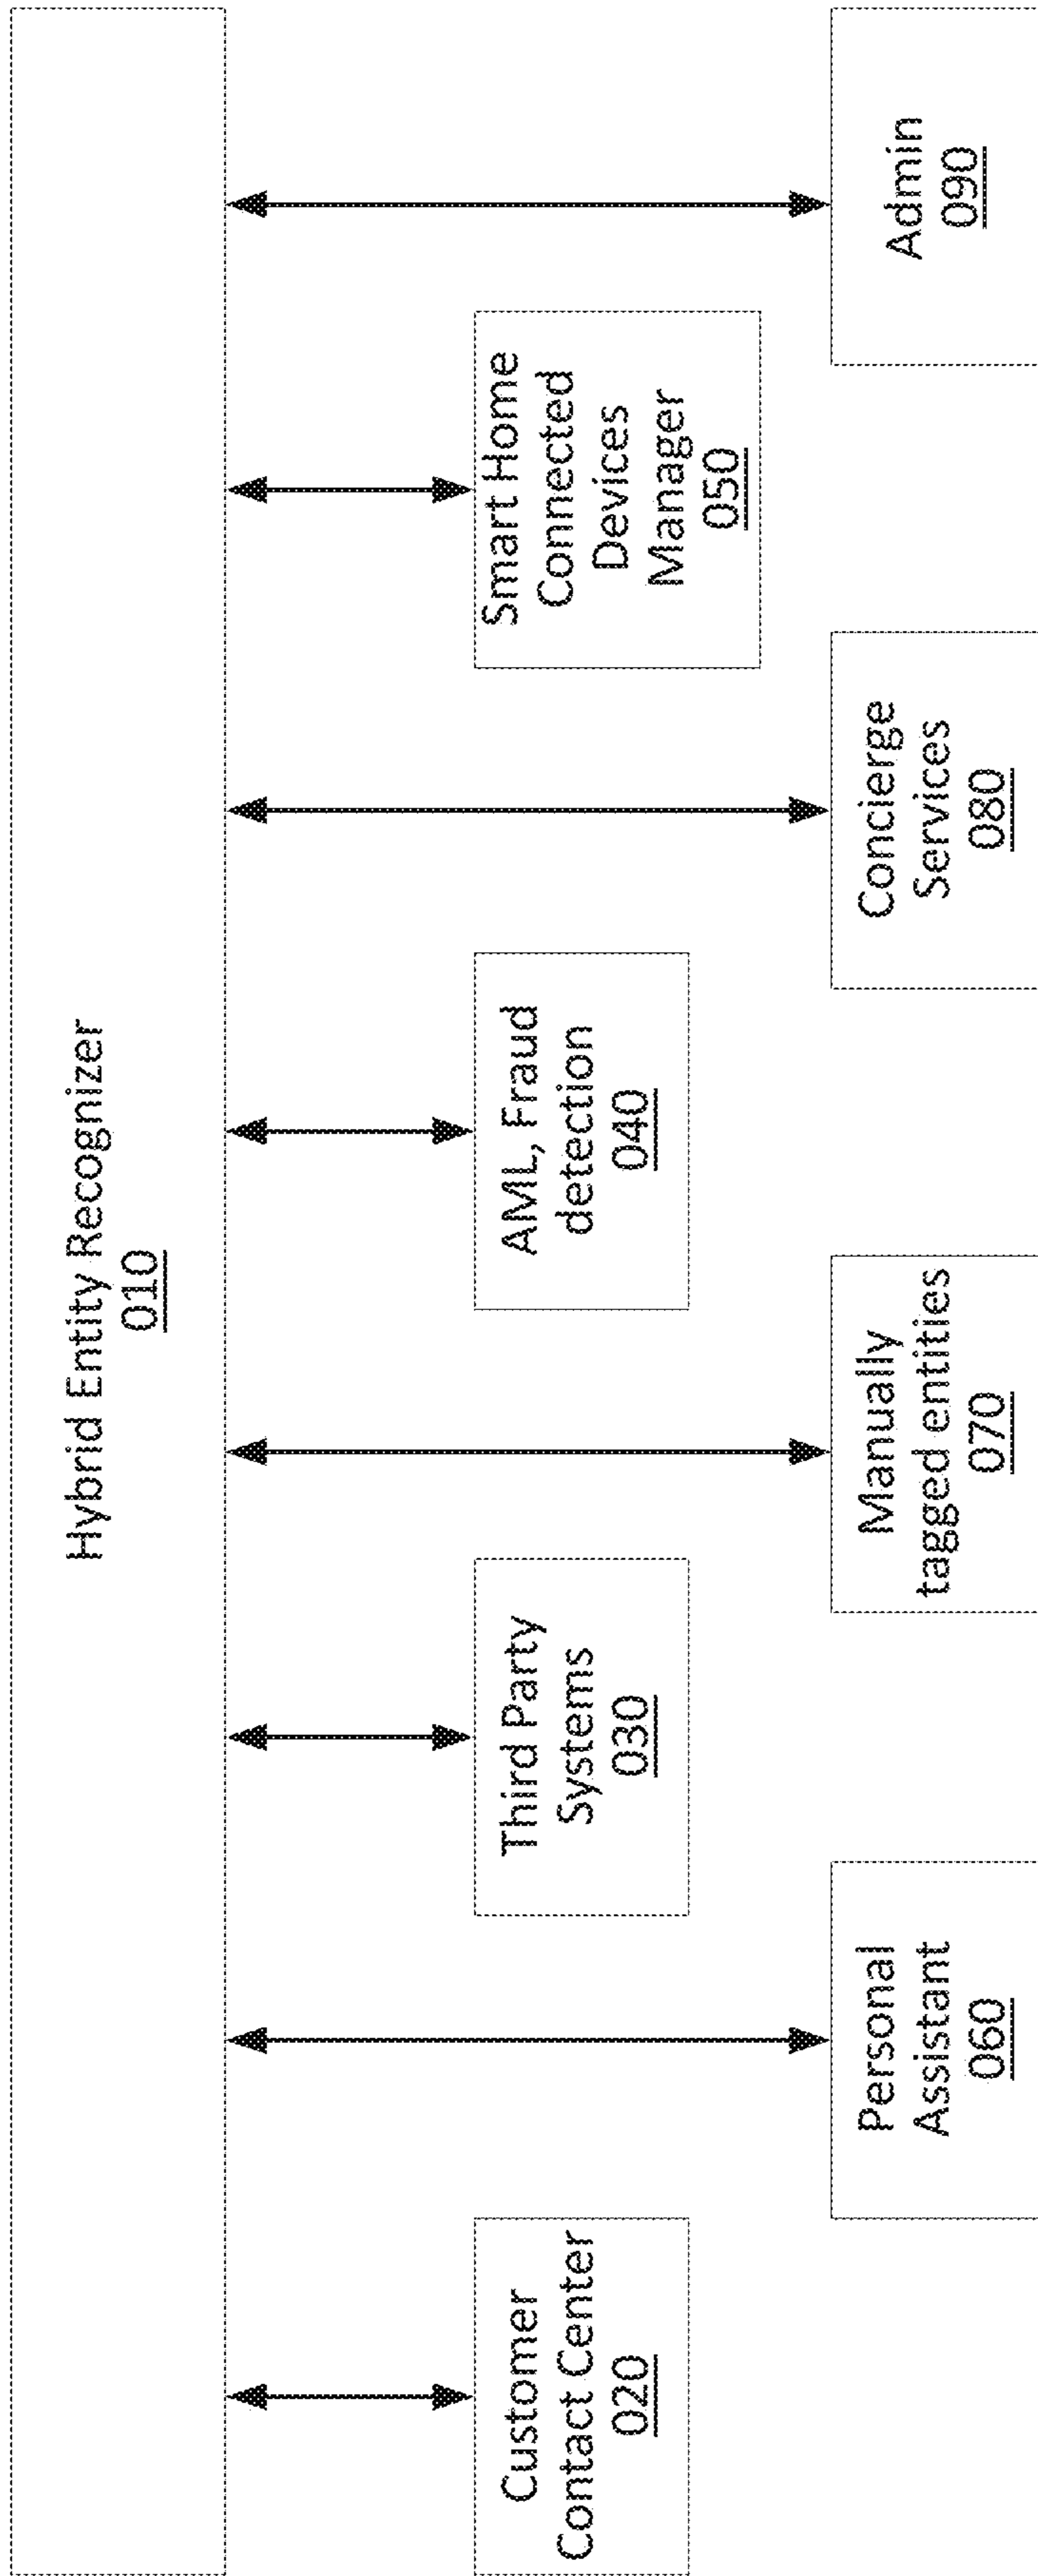 Hybrid Entity Recognizer
010
Customer
Contact Center
020
Third Party
Systems
030
AML, Fraud
detection
040
Smart Home
Connected
Devices
Manager
050
Personal
Assistant
060
Manually
tagged entities
070
Concierge
Services
080
Admin
090